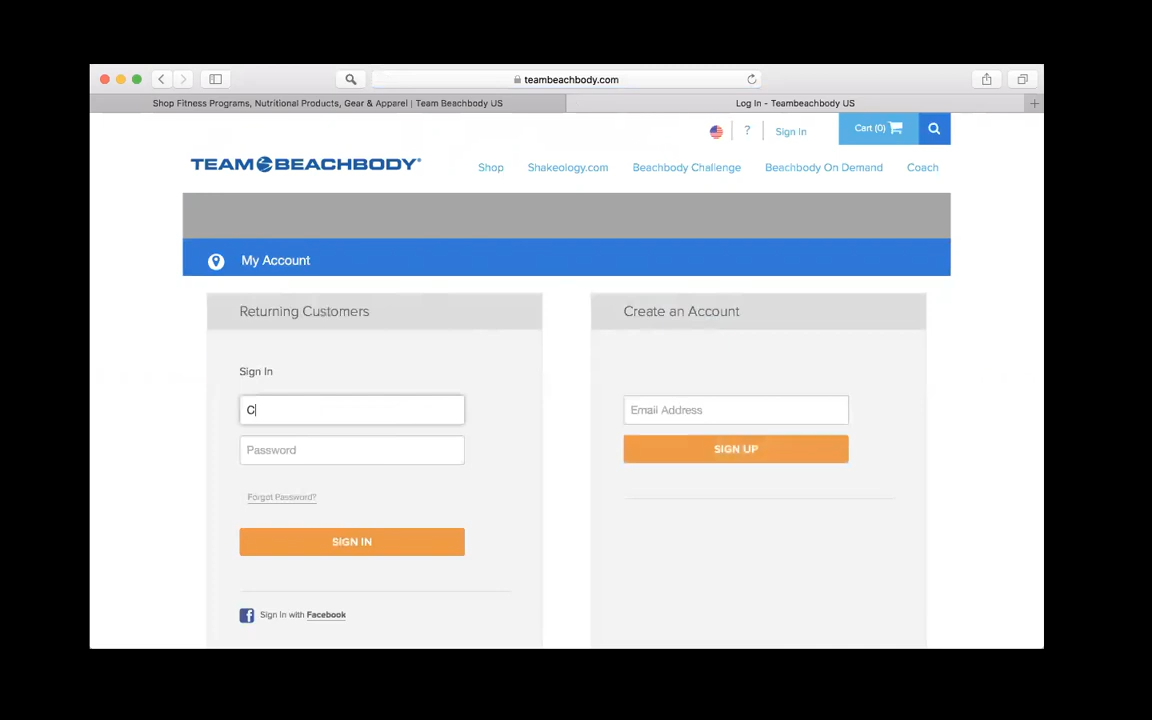 teambeachbody.com
Shop Fitness Programs, Nutritional Products, Gear & Apparel | Team Beachbody US
Log In - Teambeachbody US
? Sign In Cart (0)
TEAM BEACHBODY®
Shop Shakeology.com Beachbody Challenge Beachbody On Demand Coach
My Account
Returning Customers
Sign In
C
Password
Forgot Password?
SIGN IN
Sign In with Facebook
Create an Account
Email Address
SIGN UP